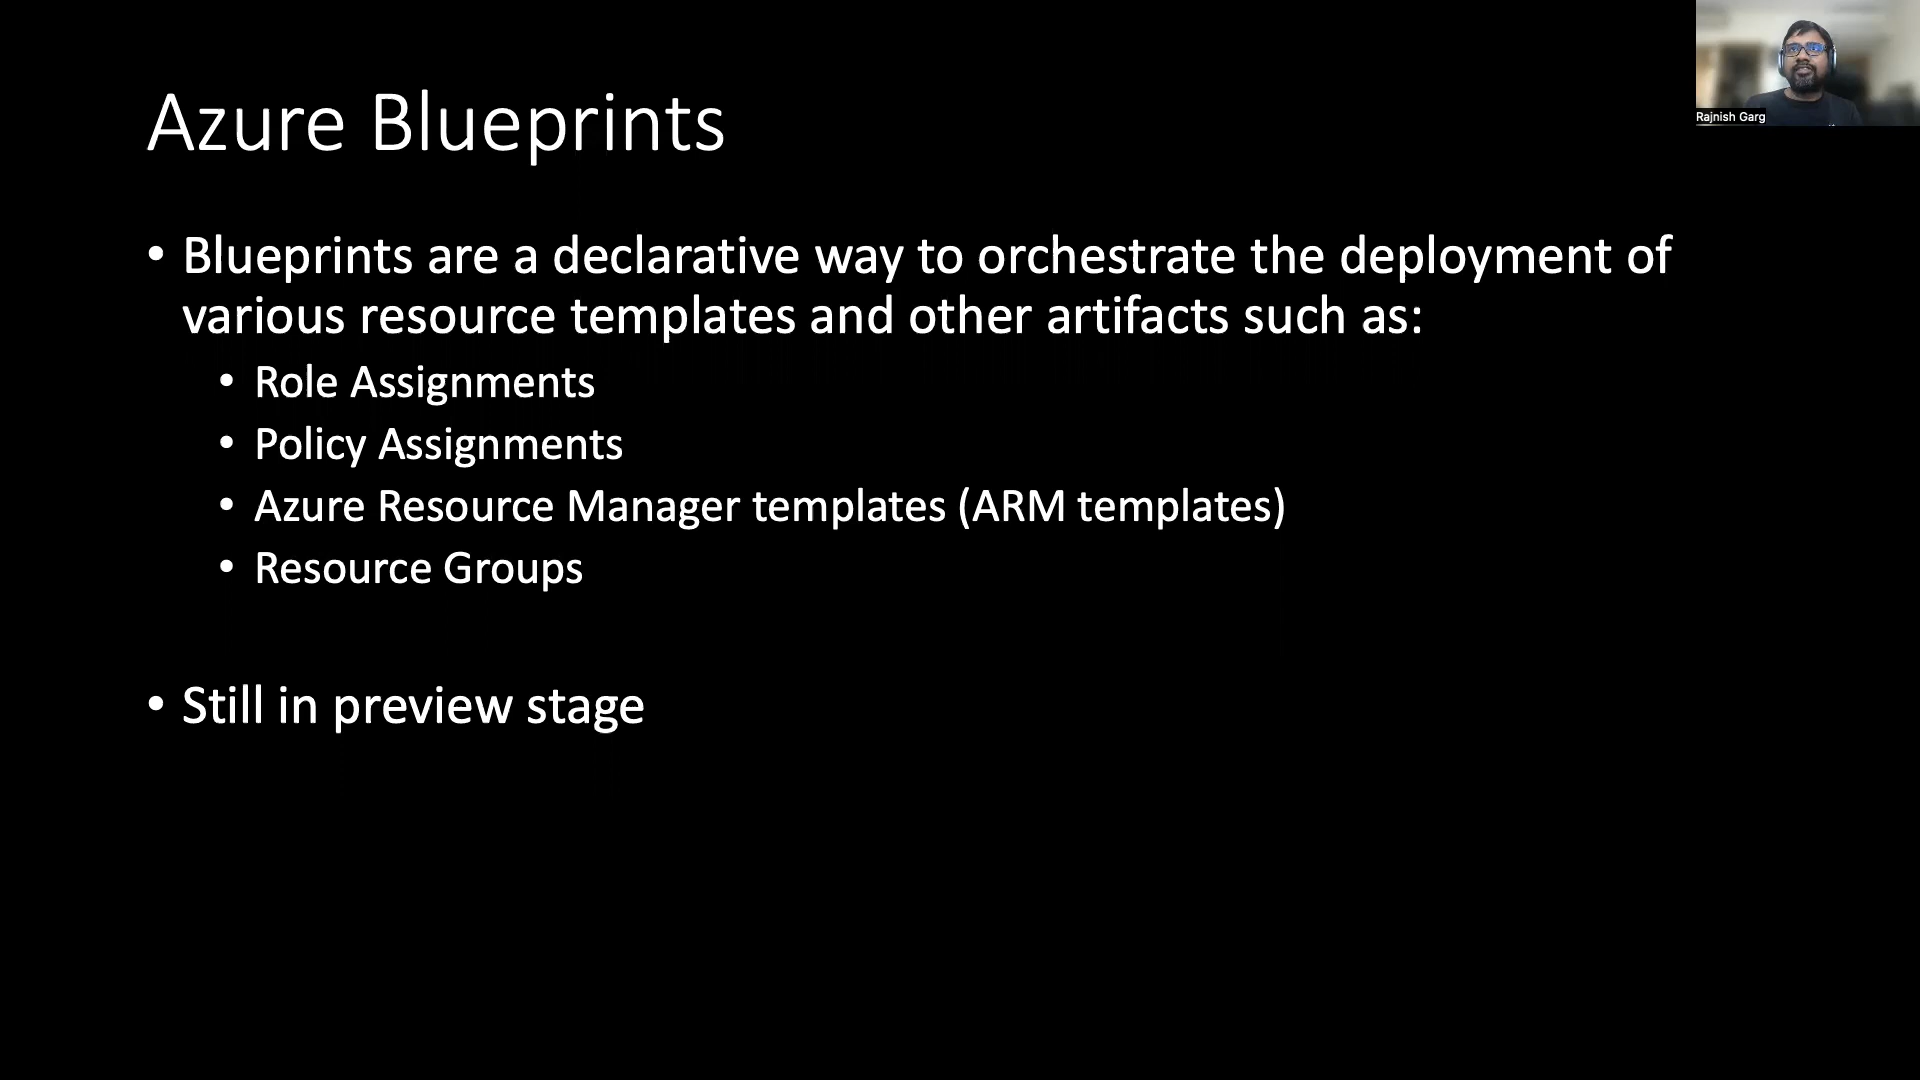 Azure Blueprints
• Blueprints are a declarative way to orchestrate the deployment of
various resource templates and other artifacts such as:
• Role Assignments
• Policy Assignments
• Azure Resource Manager templates (ARM templates)
• Resource Groups
• Still in preview stage
Rajnish Garg